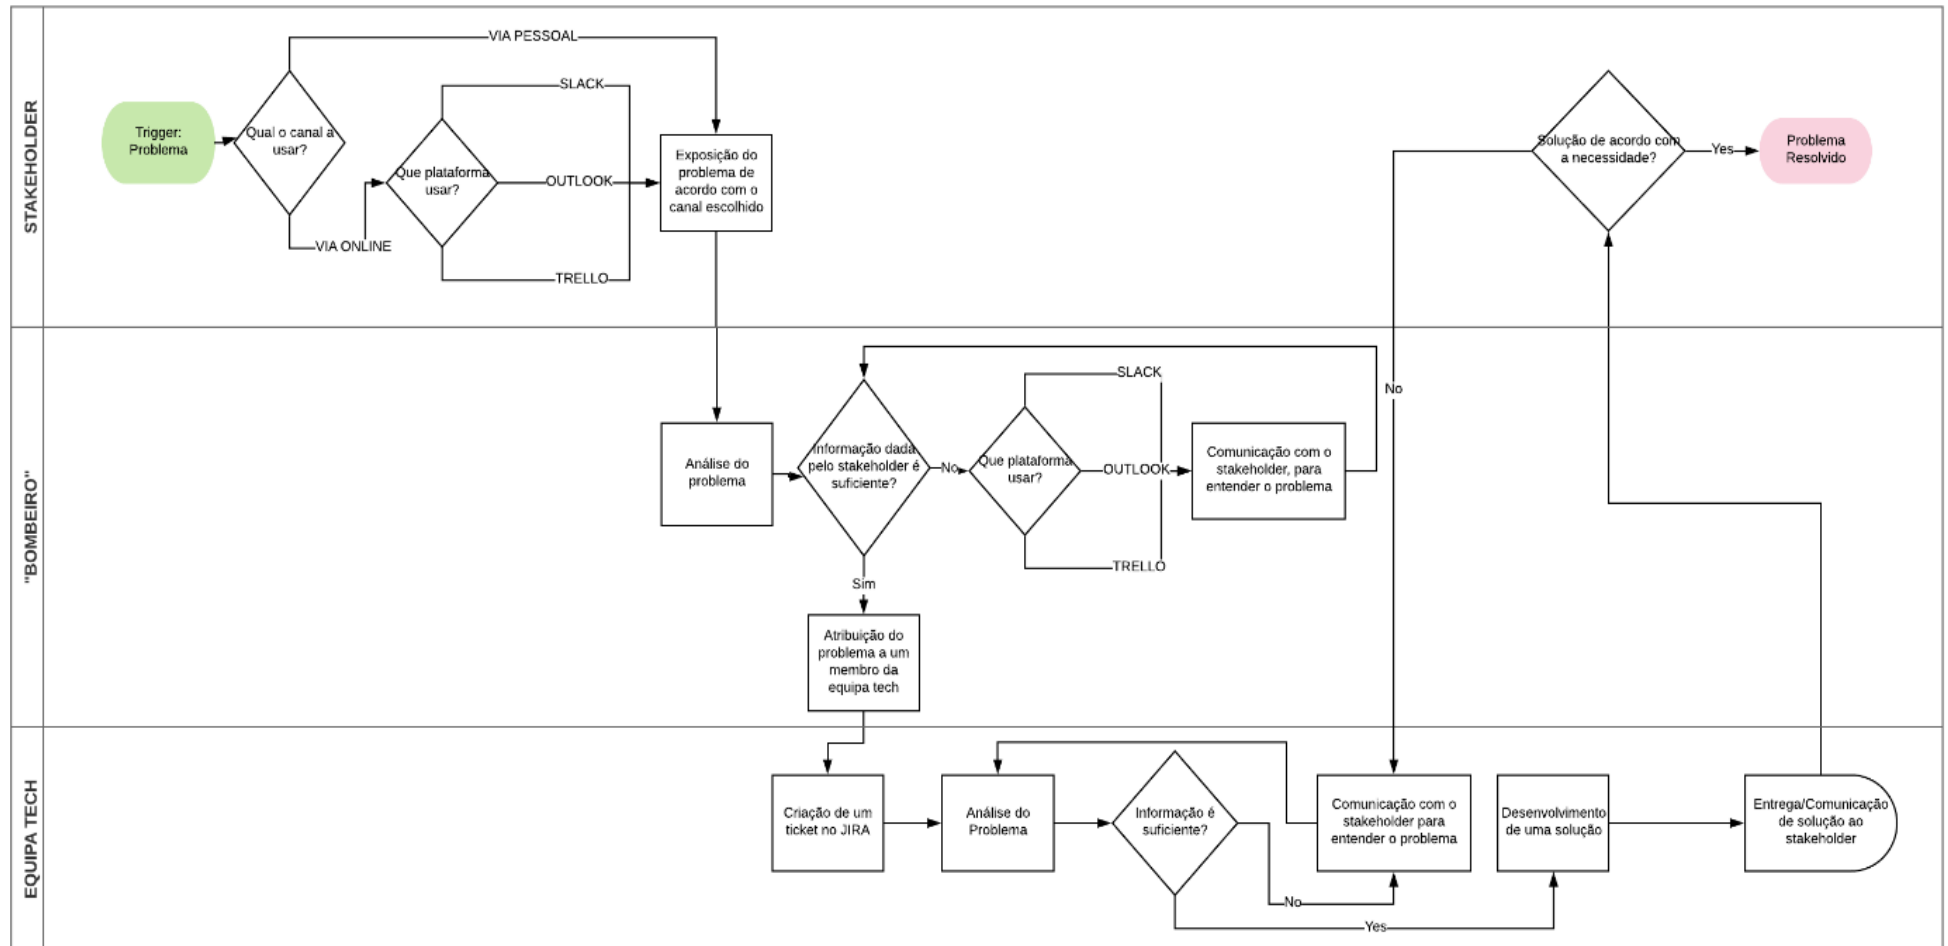 STAKEHOLDER
Trigger:
Problema
Qual o canal a
usar?
VIA PESSOAL
VIA ONLINE
Que plataforma
usar?
SLACK
OUTLOOK
TRELLO
Exposição do
problema de
acordo com o
canal escolhido
Solução de acordo com
a necessidade?
Yes
Problema
Resolvido
No
"BOMBEIRO"
Análise do
problema
Informação dada
pelo stakeholder é
suficiente?
No
Que plataforma
usar?
SLACK
OUTLOOK
TRELLO
Comunicação com o
stakeholder, para
entender o problema
Sim
Atribuição do
problema a um
membro da
equipa tech
EQUIPA TECH
Criação de um
ticket no JIRA
Análise do
Problema
Informação é
suficiente?
No
Yes
Comunicação com o
stakeholder para
entender o problema
Desenvolvimento
de uma solução
Entrega/Comunicação
de solução ao
stakeholder